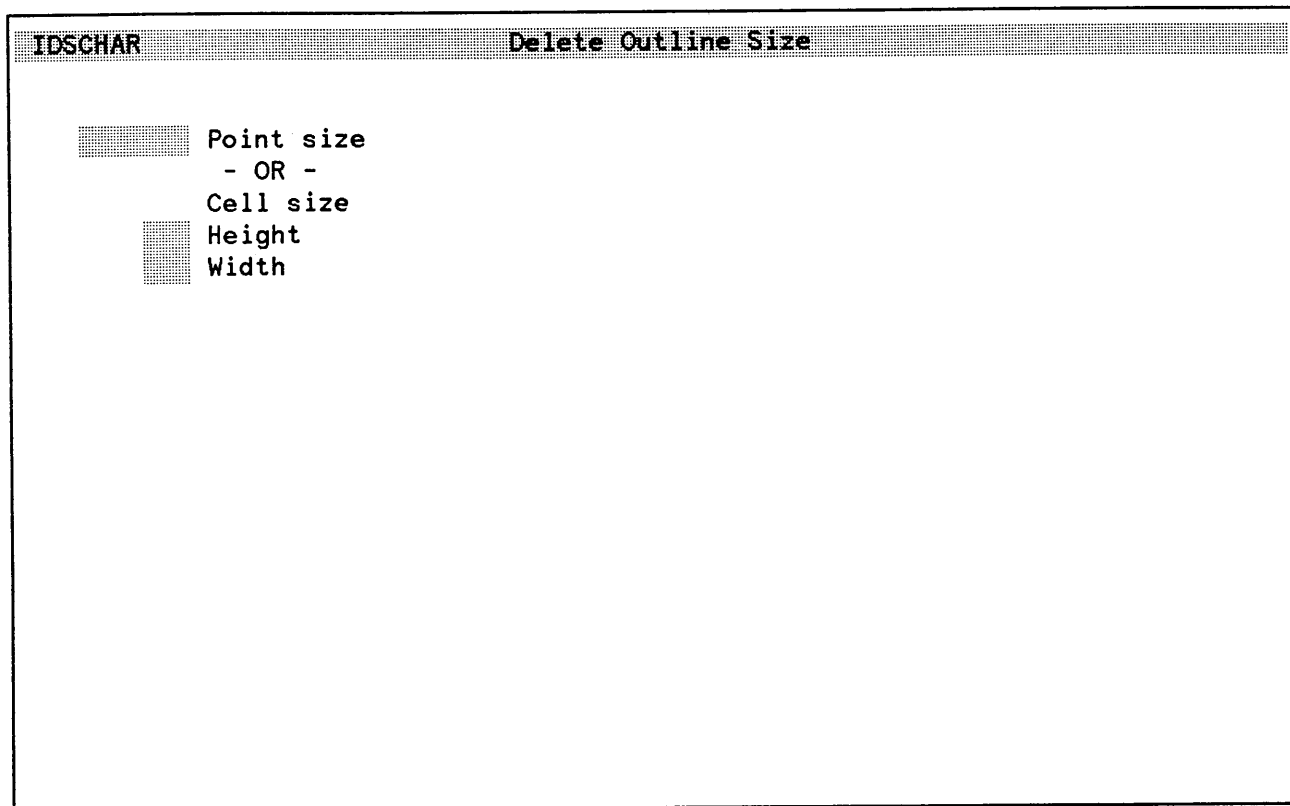 IDSCHAR Delete Outline Size
Point size
- OR -
Cell size
Height
Width